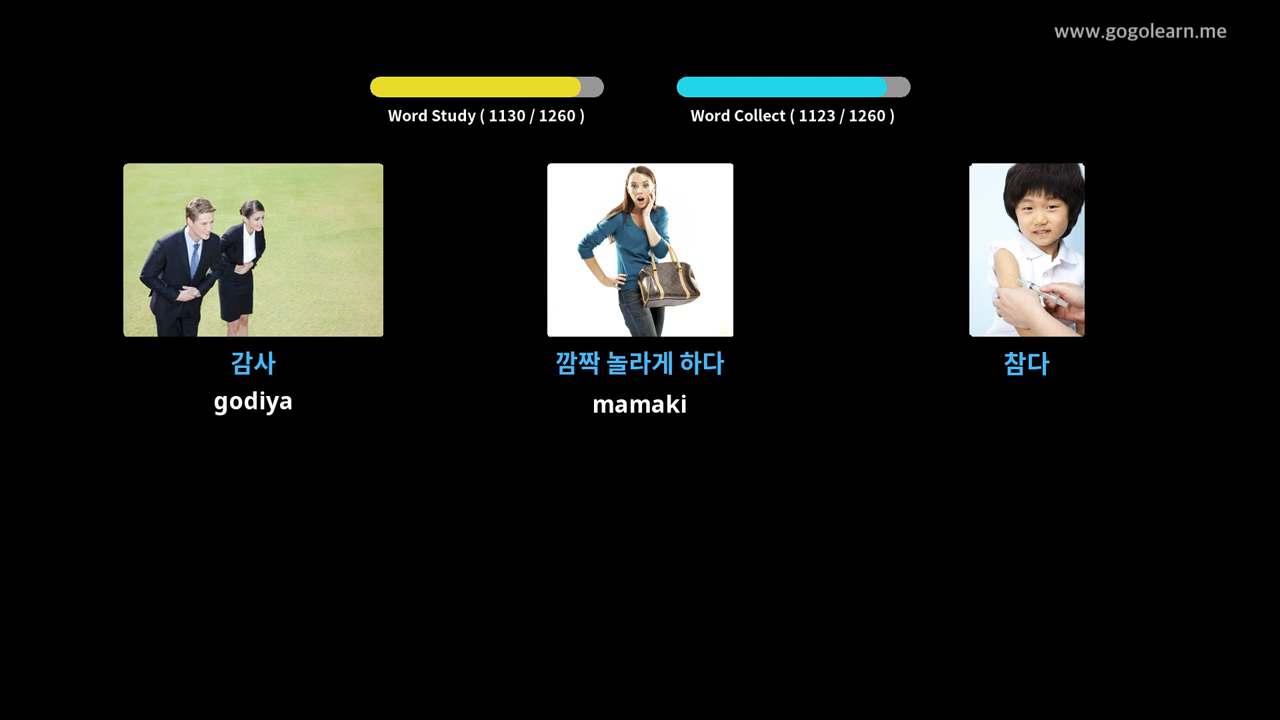 www.gogolearn.me
Word Study ( 1130 / 1260 )
Word Collect ( 1123 / 1260 )
감사
깜짝 놀라게 하다
참다
godiya
mamaki